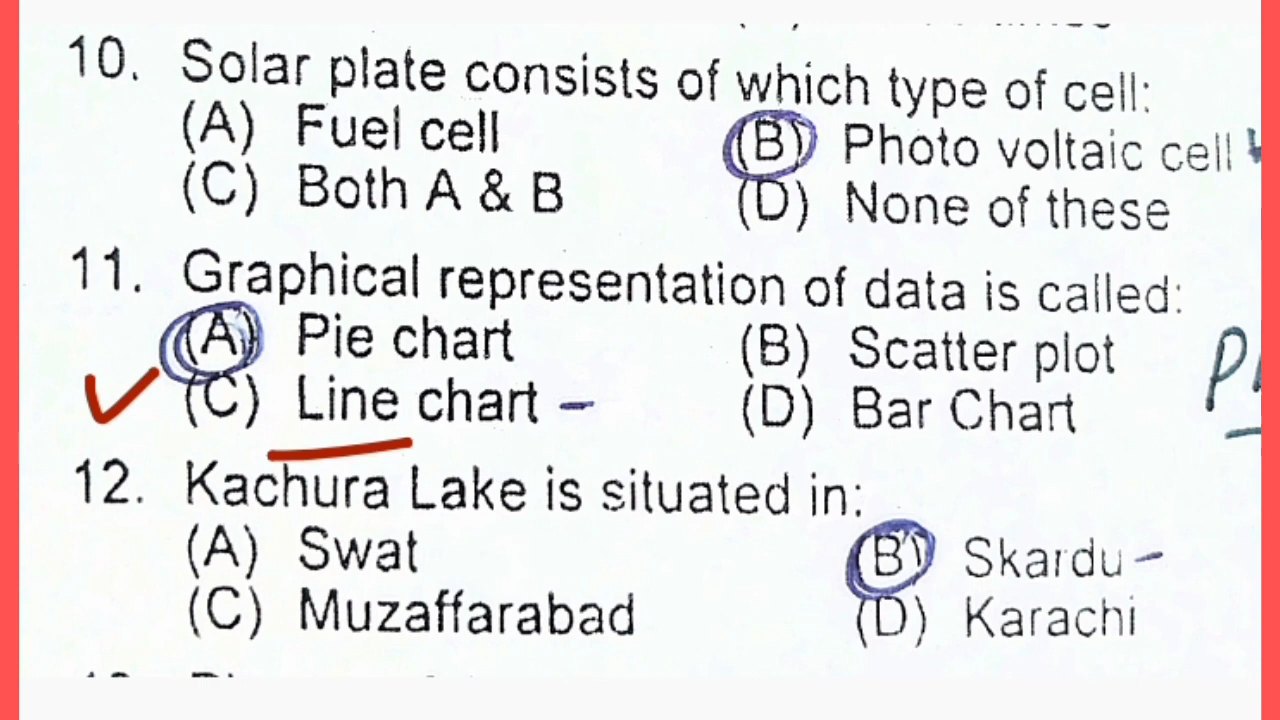 10. Solar plate consists of which type of cell:
(A) Fuel cell (B) Photo voltaic cell
(C) Both A & B (D) None of these
11. Graphical representation of data is called:
(A) Pie chart (B) Scatter plot
(C) Line chart (D) Bar Chart
12. Kachura Lake is situated in:
(A) Swat (B) Skardu
(C) Muzaffarabad (D) Karachi